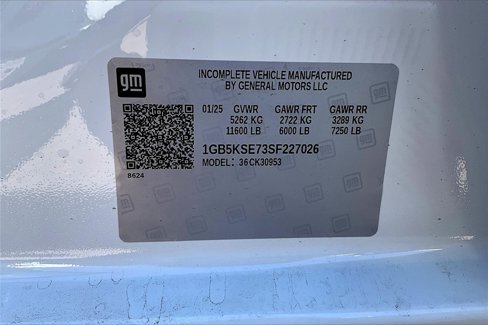 gm
INCOMPLETE VEHICLE MANUFACTURED
BY GENERAL MOTORS LLC
01/25 GVWR GAWR FRT GAWR RR
5262 KG 2722 KG 3289 KG
11600 LB 6000 LB 7250 LB
1GB5KSE73SF227026
MODEL: 36CK30953
8624